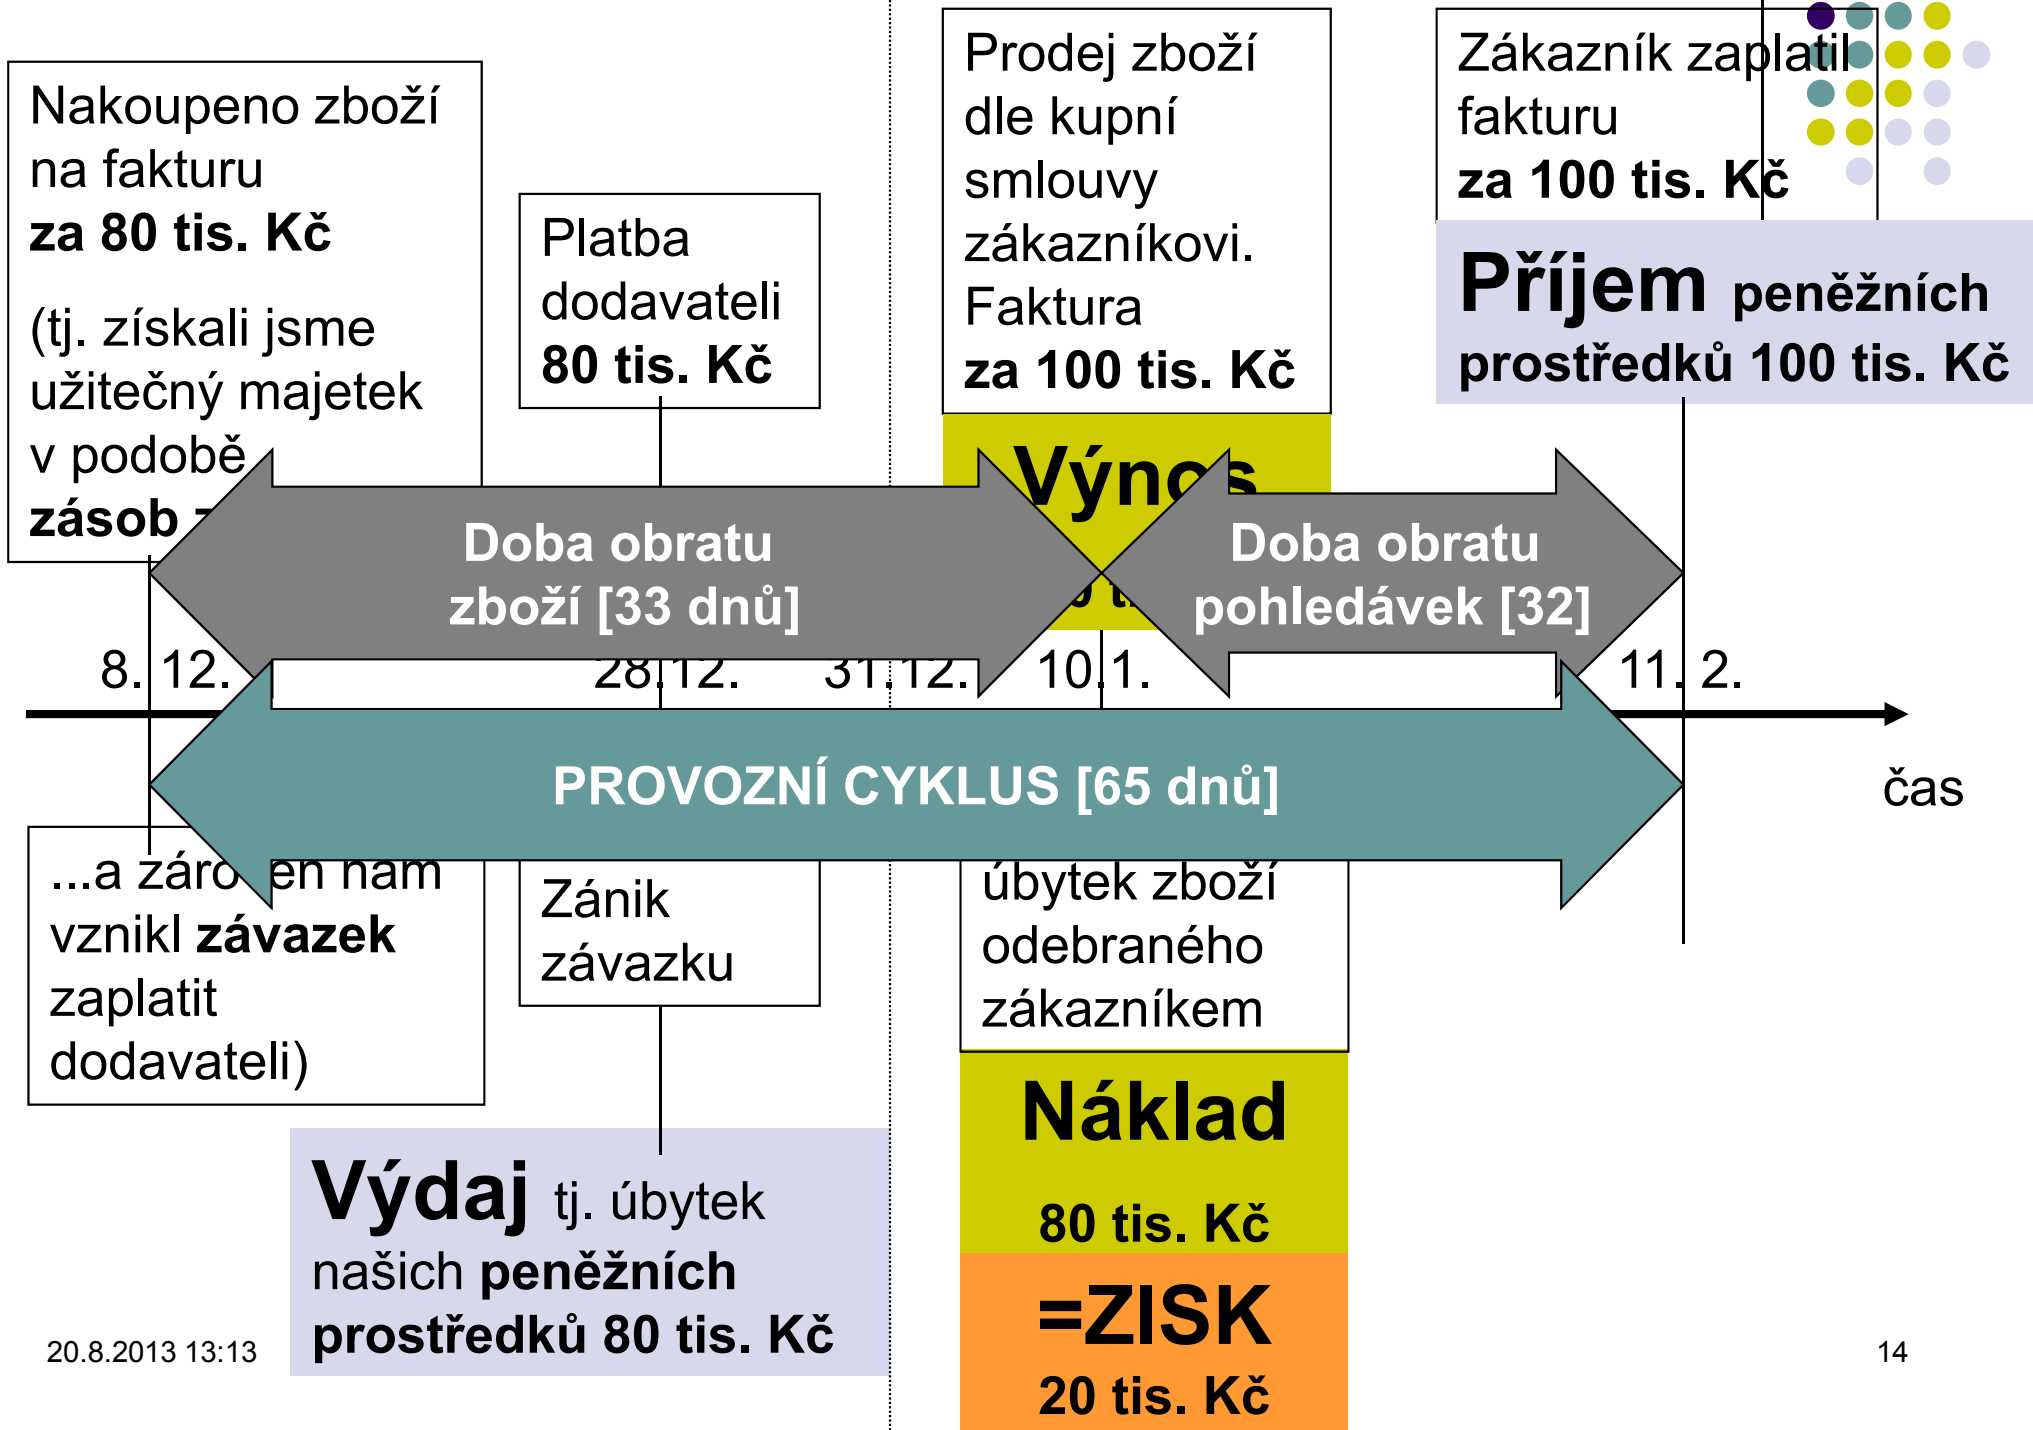 Nakoupeno zboží
na fakturu
za 80 tis. Kč
(tj. získali jsme
užitečný majetek
v podobě
zásob
Platba
dodavateli
80 tis. Kč
Prodej zboží
dle kupní
smlouvy
zákazníkovi.
Faktura
za 100 tis. Kč
Výnos
Zákazník zaplatil
fakturu
za 100 tis. Kč
Příjem peněžních
prostředků 100 tis. Kč
Doba obratu
zboží [33 dnů]
Doba obratu
pohledávek [32]
8. 12.
28.12.
31.12.
10.1.
11. 2.
PROVOZNÍ CYKLUS [65 dnů]
čas
...a zároveň nám
vznikl závazek
zaplatit
dodavateli)
Zánik
závazku
úbytek zboží
odebraného
zákazníkem
Náklad
80 tis. Kč
=ZISK
20 tis. Kč
Výdaj tj. úbytek
našich peněžních
prostředků 80 tis. Kč
20.8.2013 13:13
14